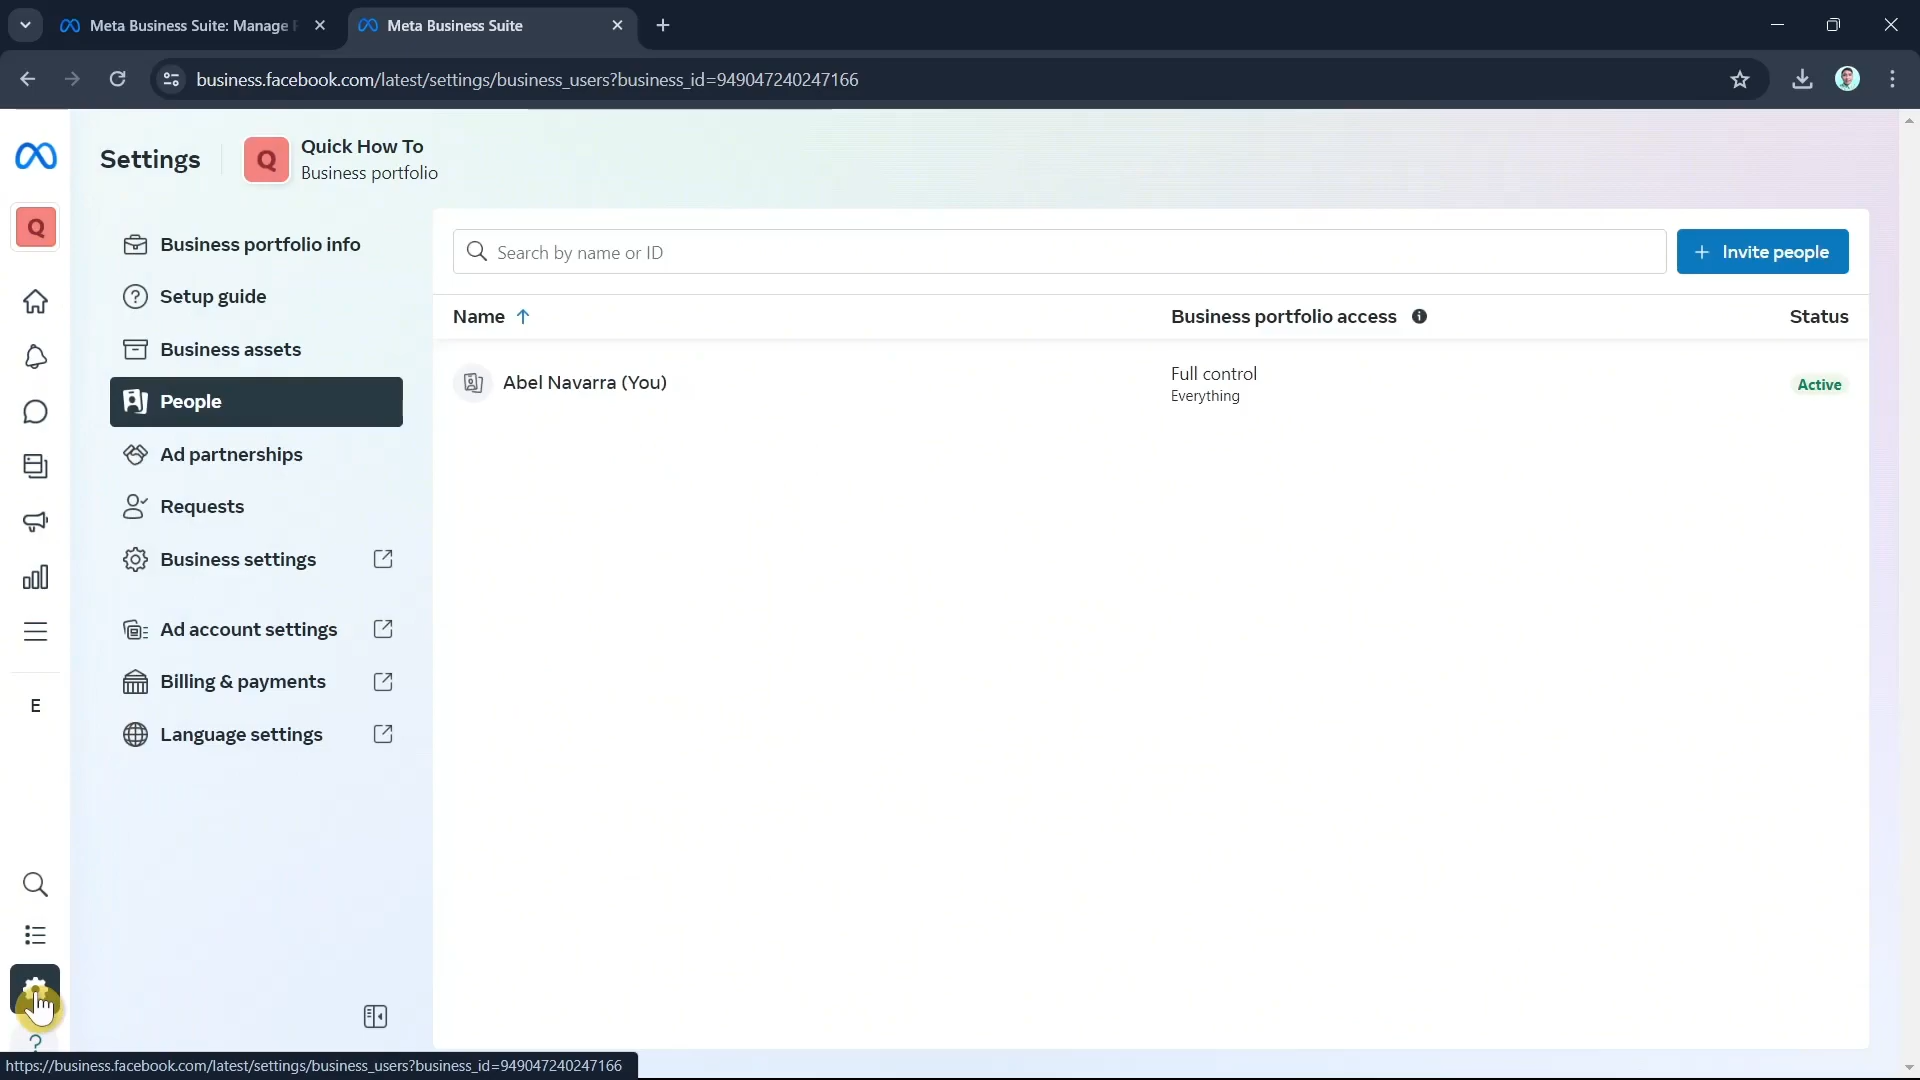 Meta Business Suite: Manage
Meta Business Suite
business.facebook.com/latest/settings/business_users?business_id=949047240247166
Settings
Q
Quick How To
Business portfolio
Q
Business portfolio info
Setup guide
Business assets
People
Ad partnerships
Requests
Business settings
Ad account settings
Billing & payments
Language settings
E
Search by name or ID
+ Invite people
Name
Business portfolio access
Status
Abel Navarra (You)
Full control
Everything
Active
https://business.facebook.com/latest/settings/business_users?business_id=949047240247166